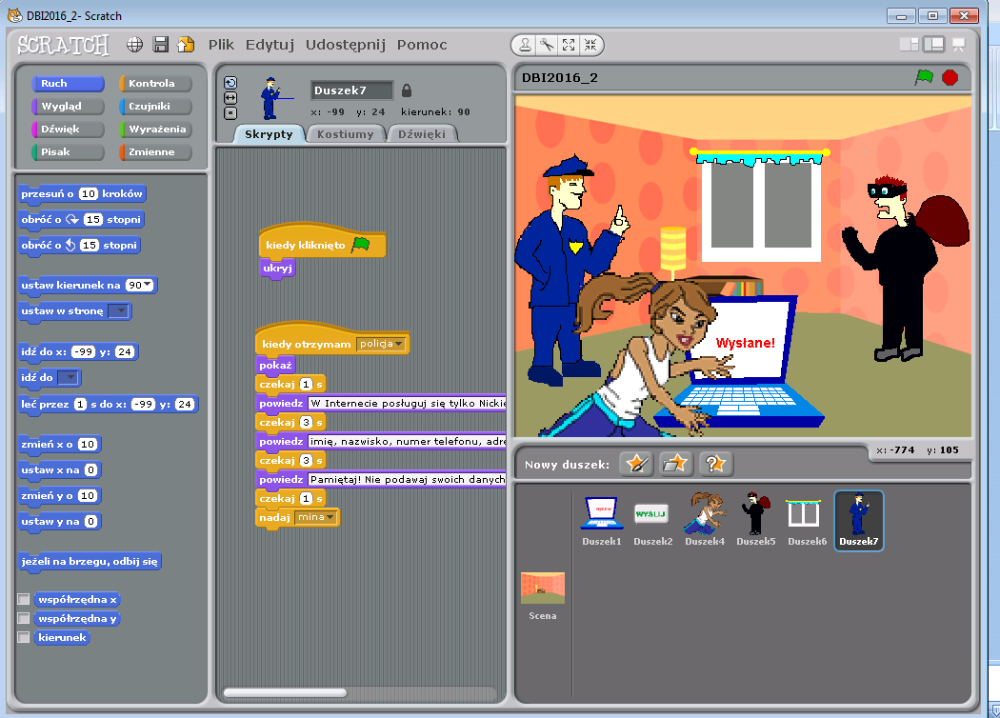 DBI2016_2- Scratch
SCRATCH
Plik Edytuj Udostępnij Pomoc
Ruch
Kontrola
Wygląd
Czujniki
Dźwięk
Wyrażenia
Pisak
Zmienne
przesuń o 10 kroków
obróć o 15 stopni
obróć o 15 stopni
ustaw kierunek na 90
ustaw w stronę
idź do x: -99 y: 24
idź do
leć przez 1 s do x: -99 y: 24
zmień x o 10
ustaw x na 0
zmień y o 10
ustaw y na 0
jeżeli na brzegu, odbij się
współrzędna x
współrzędna y
kierunek
Duszek7
x: -99 y: 24 kierunek: 90
Skrypty
Kostiumy
Dźwięki
kiedy kliknięto
ukryj
kiedy otrzymam policja
pokaż
czekaj 1 s
powiedz W Internecie posługuj się tylko Nickie
czekaj 3 s
powiedz imię, nazwisko, numer telefonu, adre
czekaj 3 s
powiedz Pamiętaj! Nie podawaj swoich danych
czekaj 1 s
nadaj mina
DBI2016_2
Wysłane!
x: -774 y: 105
Nowy duszek:
Duszek1
WYŚLIJ
Duszek2
Duszek4
Duszek5
Duszek6
Duszek7
Scena